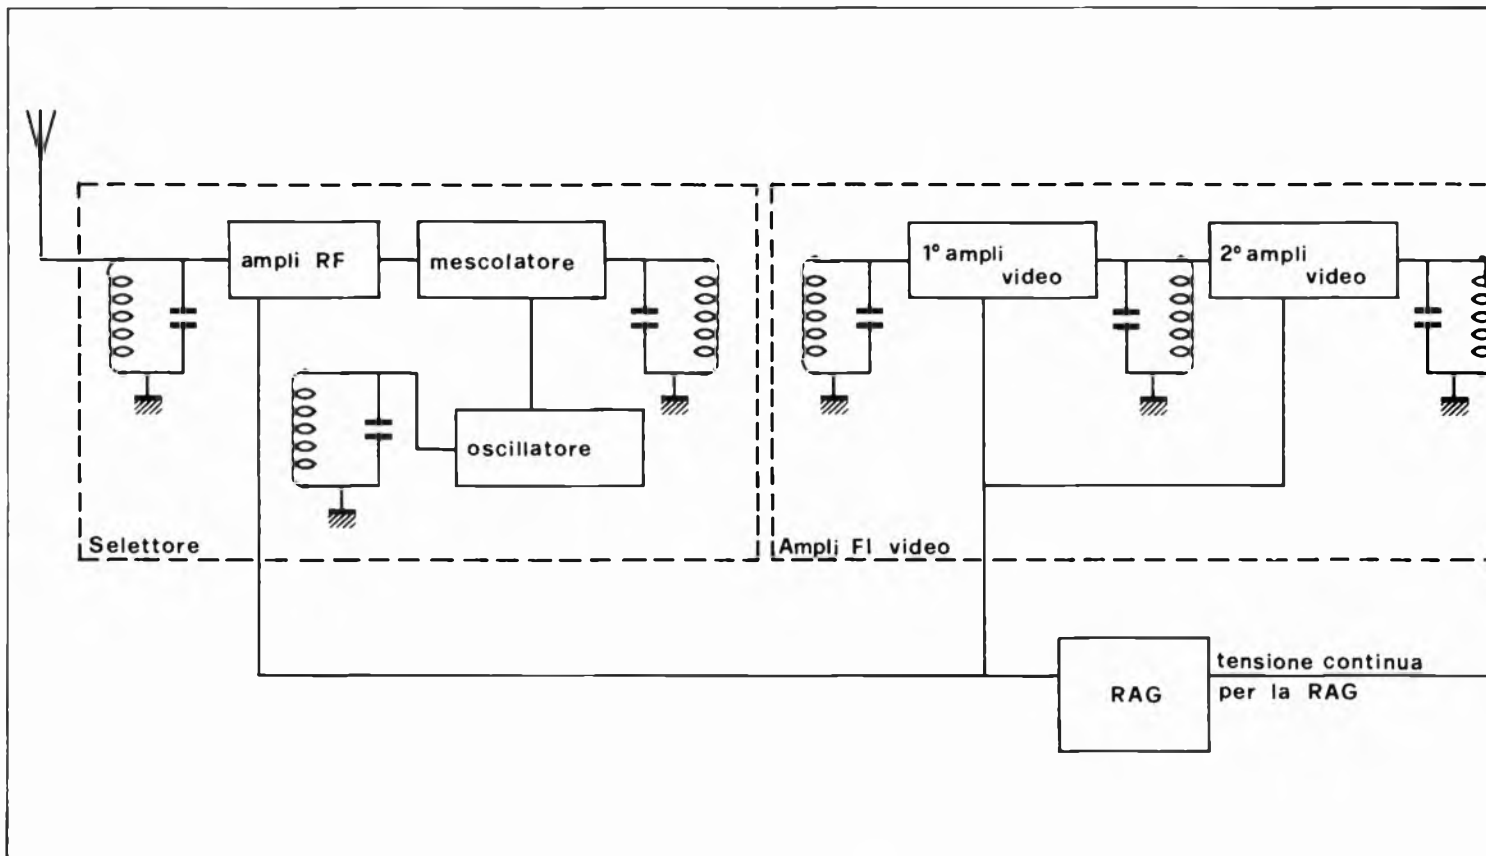 ampli RF
mescolatore
oscillatore
Selettore
1° ampli
video
2° ampli
video
Ampli FI video
RAG
tensione continua
per la RAG